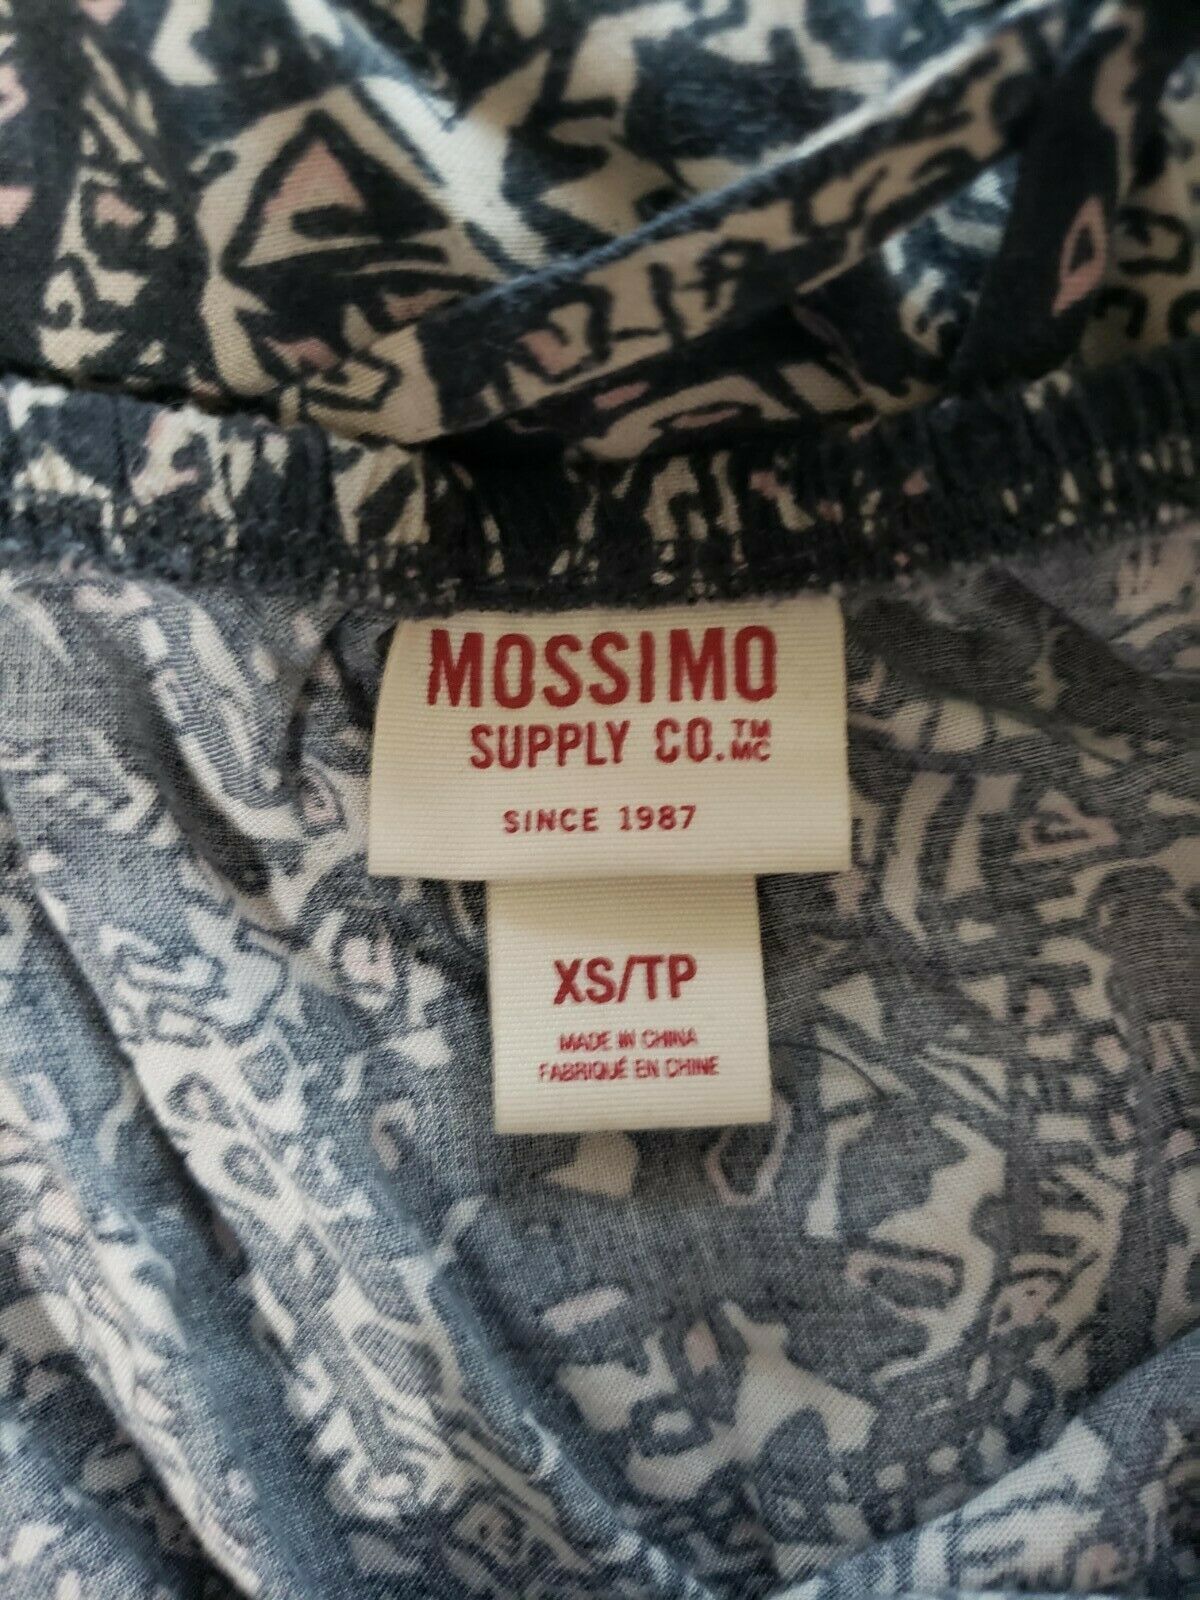 MOSSIMO
SUPPLY CO.™ MC
SINCE 1987
XS/TP
MADE IN CHINA
FABRIQUÉ EN CHINE